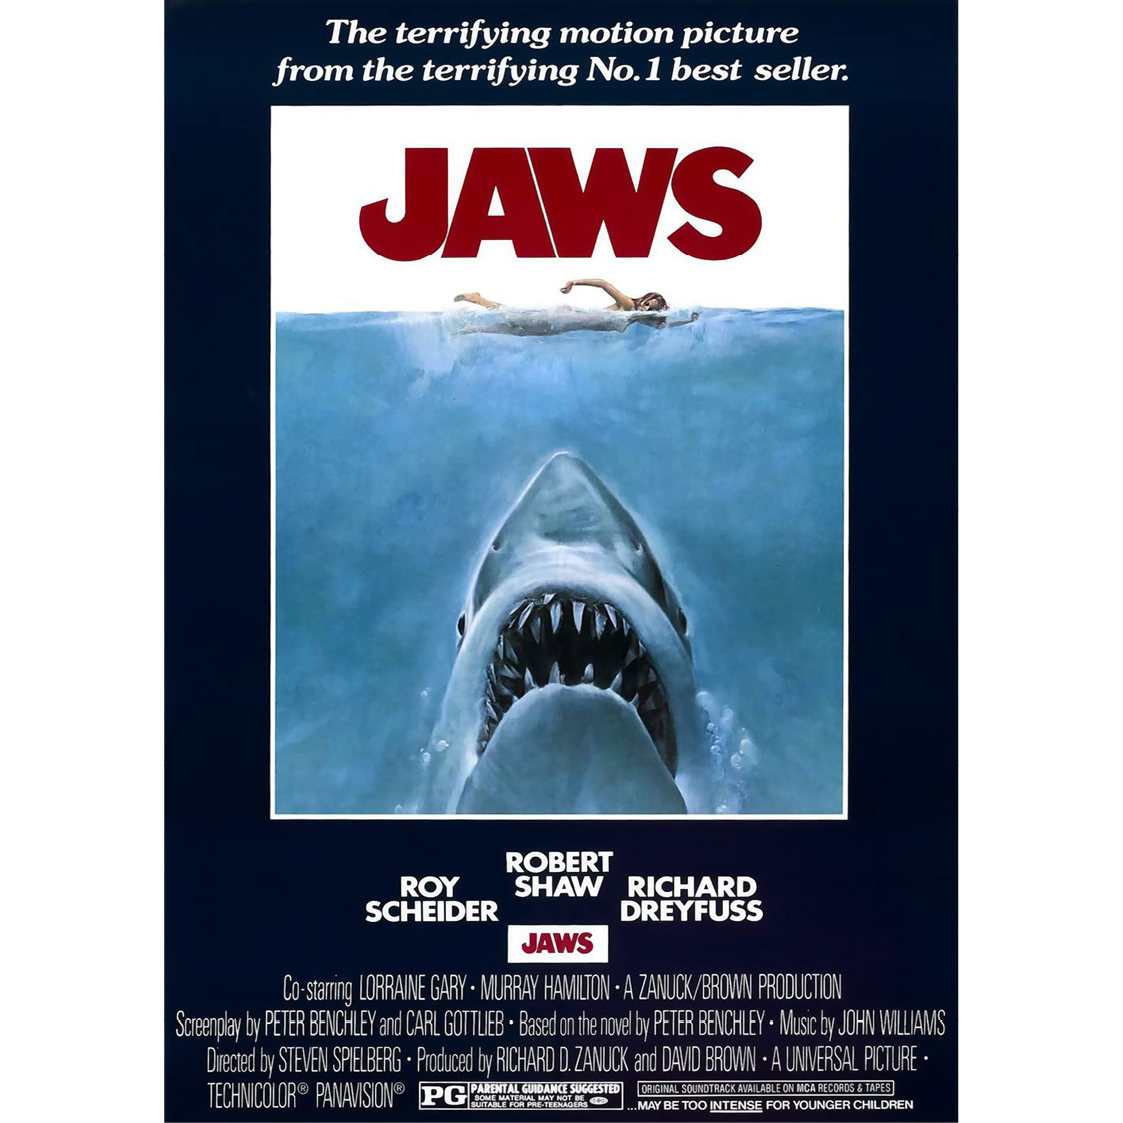 The terrifying motion picture
from the terrifying No. 1 best seller.
JAWS
ROBERT
SHAW
ROY
SCHEIDER
RICHARD
DREYFUSS
JAWS
Co-starring LORRAINE GARY • MURRAY HAMILTON • A ZANUCK/BROWN PRODUCTION
Screenplay by PETER BENCHLEY and CARL GOTTLIEB • Based on the novel by PETER BENCHLEY • Music by JOHN WILLIAMS
Directed by STEVEN SPIELBERG • Produced by RICHARD D. ZANUCK and DAVID BROWN • A UNIVERSAL PICTURE •
TECHNICOLOR® PANAVISION®
PG PARENTAL GUIDANCE SUGGESTED
SOME MATERIAL MAY NOT BE
SUITABLE FOR PRE-TEENAGERS
ORIGINAL SOUNDTRACK AVAILABLE ON MCA RECORDS & TAPES
...MAY BE TOO INTENSE FOR YOUNGER CHILDREN